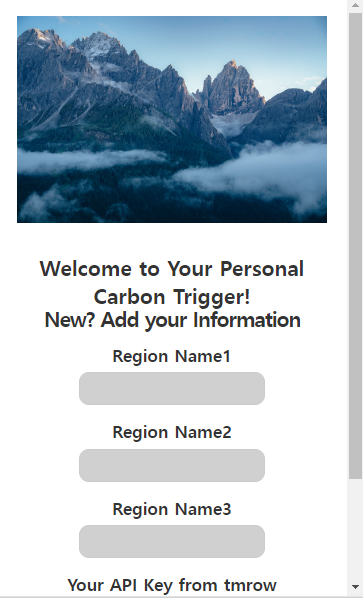 Welcome to Your Personal
Carbon Trigger!
New? Add your Information
Region Name1
Region Name2
Region Name3
Your API Key from tmrow